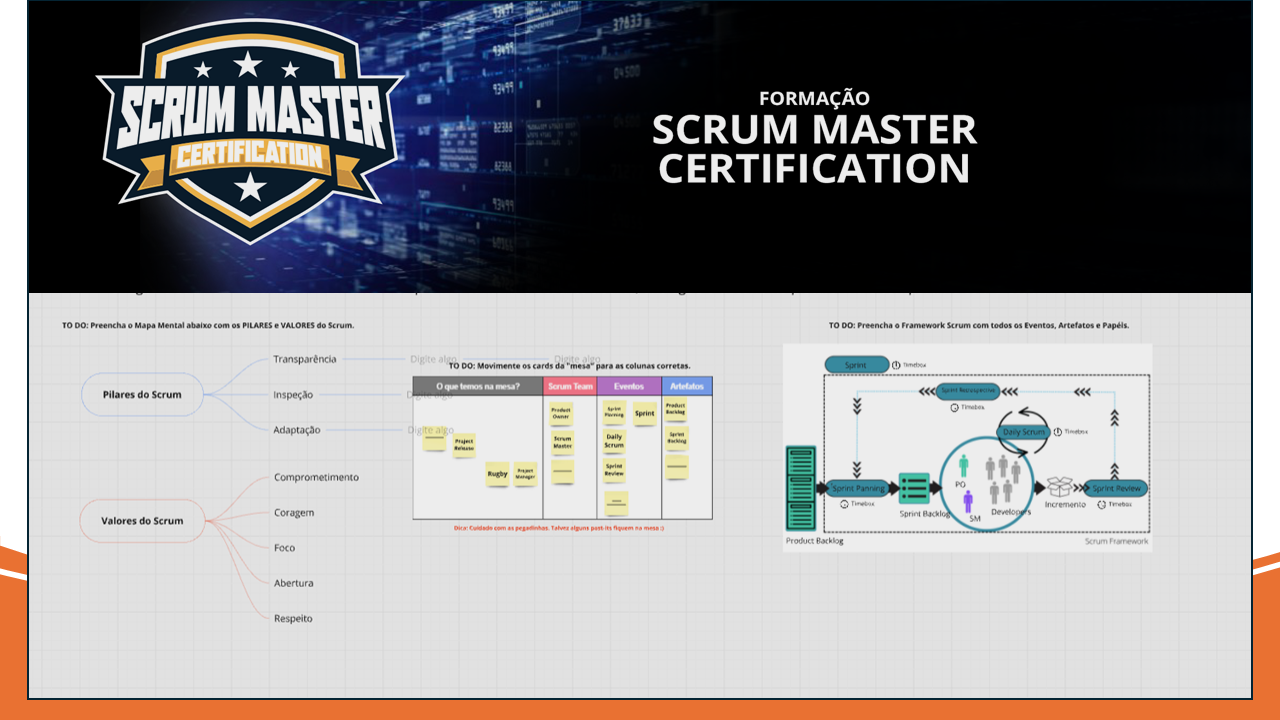 SCRUM MASTER
CERTIFICATION
FORMAÇÃO
SCRUM MASTER
CERTIFICATION
TO DO: Preencha o Mapa Mental abaixo com os PILARES e VALORES do Scrum.
Pilares do Scrum
Transparência
Digite algo
Digite algo
Inspeção
Digite algo
Adaptação
Digite algo
Valores do Scrum
Comprometimento
Coragem
Foco
Abertura
Respeito
TO DO: Movimente os cards da "mesa" para as colunas corretas.
O que temos na mesa?
Scrum Team
Eventos
Artefatos
Project
Release
Rugby
Project
Manager
Product
Owner
Scrum
Master
Sprint
Planning
Sprint
Daily
Scrum
Sprint
Review
Product
Backlog
Sprint
Backlog
Dica: Cuidado com as pegadinhas. Talvez alguns post-its fiquem na mesa :)
TO DO: Preencha o Framework Scrum com todos os Eventos, Artefatos e Papéis.
Sprint
Timebox
Sprint Retrospective
Timebox
Daily Scrum
Timebox
Sprint Panning
Timebox
Sprint Backlog
PO
SM
Developers
Incremento
Sprint Review
Timebox
Product Backlog
Scrum Framework